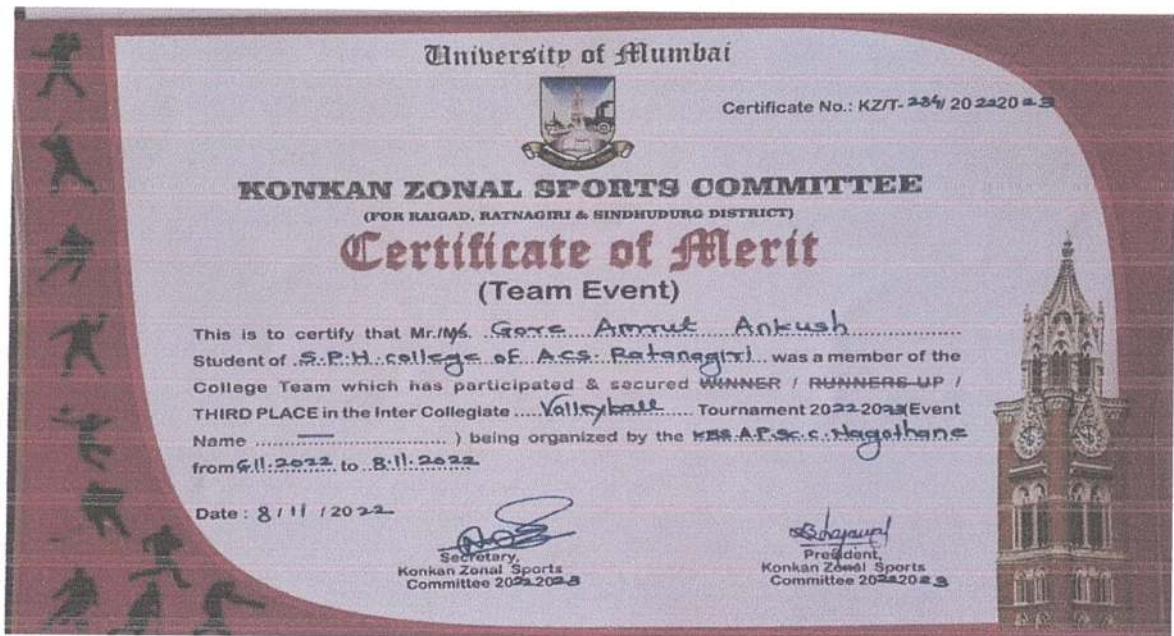 University of Mumbai
Certificate No.: KZ/T-234/ 2022 2023
KONKAN ZONAL SPORTS COMMITTEE
(FOR RAIGAD, RATNAGIRI & SINDHUDURG DISTRICT)
Certificate of Merit
(Team Event)
This is to certify that Mr./Ms. Gore Amrut Ankush
Student of S.P.H. college of A.C.S. Ratanagiri was a member of the
College Team which has participated & secured WINNER / RUNNERS UP /
THIRD PLACE in the Inter Collegiate .... Volleyball .... Tournament 2022 2023 (Event
Name .... — .... ) being organized by the A.P.Sc.C. Nagothane
from 6.11.2022 to 8.11.2022
Date : 8 / 11 / 2022
Secretary, President,
Konkan Zonal Sports Konkan Zonal Sports
Committee 2022 2023 Committee 2022 2023